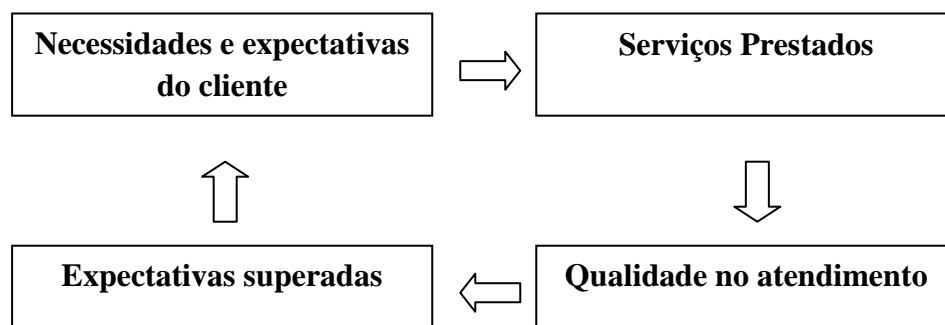 Necessidades e expectativas
do cliente
Serviços Prestados
Expectativas superadas
Qualidade no atendimento